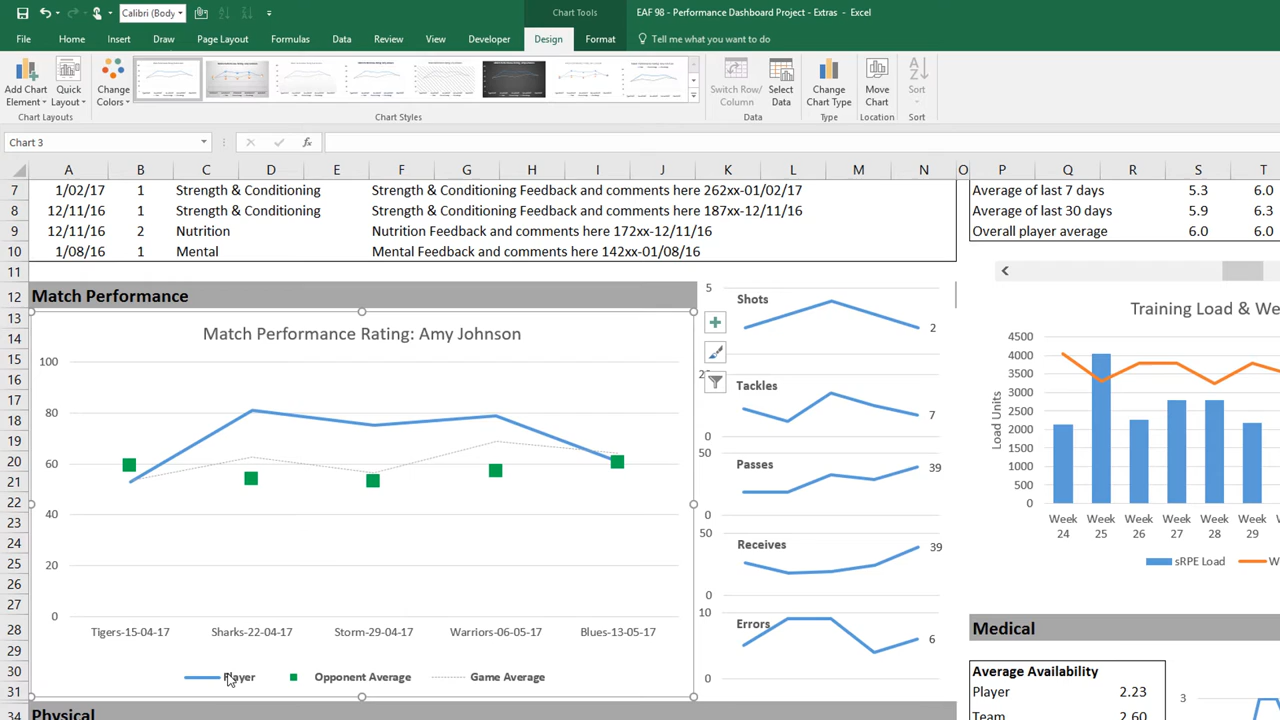 Calibri (Body
Chart Tools
EAF 98 - Performance Dashboard Project - Extras - Excel
File Home Insert Draw Page Layout Formulas Data Review View Developer Design Format Tell me what you want to do
Add Chart Element
Quick Layout
Change Colors
Switch Row/ Column
Select Data
Change Chart Type
Move Chart
Sort
Chart Layouts
Chart Styles
Data
Type
Location
Sort
Chart 3
fx
A B C D E F G H I J K L M N O P Q R S T
7 1/02/17 1 Strength & Conditioning Strength & Conditioning Feedback and comments here 262xx-01/02/17 Average of last 7 days 5.3 6.0
8 12/11/16 1 Strength & Conditioning Strength & Conditioning Feedback and comments here 187xx-12/11/16 Average of last 30 days 5.9 6.3
9 12/11/16 2 Nutrition Nutrition Feedback and comments here 172xx-12/11/16 Overall player average 6.0 6.0
10 1/08/16 1 Mental Mental Feedback and comments here 142xx-01/08/16
11
12 Match Performance
13
14
15
16
17
18
19
20
21
22
23
24
25
26
27
28
29
30
31
34
Match Performance Rating: Amy Johnson
100
80
60
40
20
0
Tigers-15-04-17 Sharks-22-04-17 Storm-29-04-17 Warriors-06-05-17 Blues-13-05-17
Player Opponent Average Game Average
Physical
5
Shots
2
Tackles
7
0
50
Passes
39
0
50
Receives
39
0
10
Errors
6
0
Training Load & We
4500
4000
3500
3000
2500
2000
1500
1000
500
0
Load Units
Week 24
Week 25
Week 26
Week 27
Week 28
Week 29
sRPE Load W
Medical
Average Availability
Player 2.23
Team 2.60
3